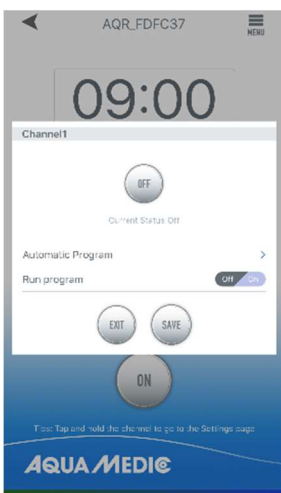 AQR_FDFC37
MENU
09:00
Channel1
OFF
Current Status Off
Automatic Program
Run program
Off On
EXIT
SAVE
ON
Tips: Tap and hold the channel to go to the Settings page
AQUA MEDIC